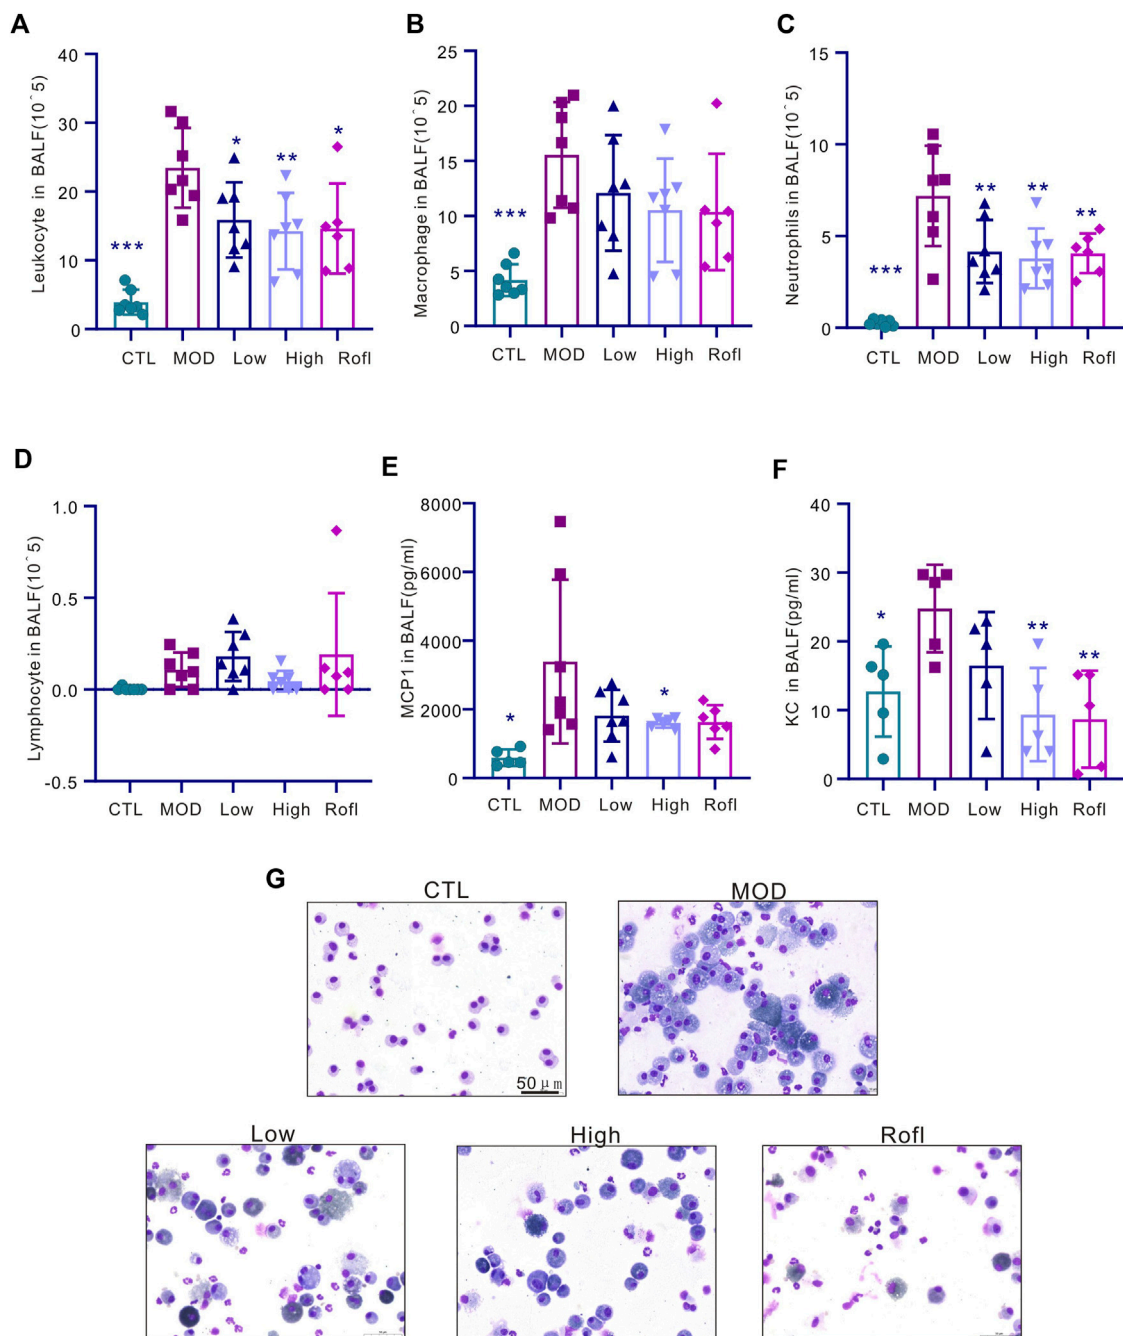 A
Leukocyte in BALF(10^5)
40
30
20
10
0
***
*
**
*
CTL MOD Low High Rofl
B
Macrophage in BALF(10^5)
25
20
15
10
5
0
***
CTL MOD Low High Rofl
C
Neutrophils in BALF(10^5)
15
10
5
0
***
**
**
**
CTL MOD Low High Rofl
D
Lymphocyte in BALF(10^5)
1.0
0.5
0.0
-0.5
CTL MOD Low High Rofl
E
MCP1 in BALF(pg/ml)
8000
6000
4000
2000
0
*
*
CTL MOD Low High Rofl
F
KC in BALF(pg/ml)
40
30
20
10
0
*
**
**
CTL MOD Low High Rofl
G
CTL
MOD
50 μm
Low
High
Rofl